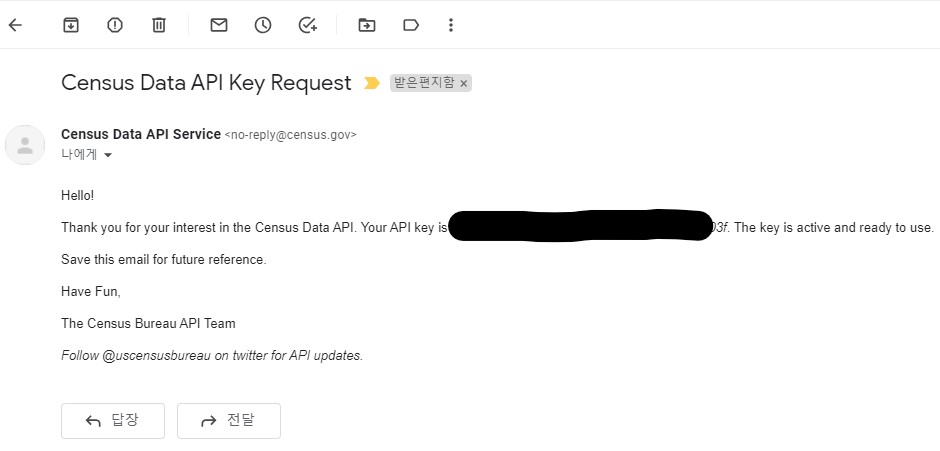 Census Data API Key Request 받은편지함 ×
Census Data API Service <no-reply@census.gov>
나에게
Hello!
Thank you for your interest in the Census Data API. Your API key is 3f. The key is active and ready to use.
Save this email for future reference.
Have Fun,
The Census Bureau API Team
Follow @uscensusbureau on twitter for API updates.
답장 전달